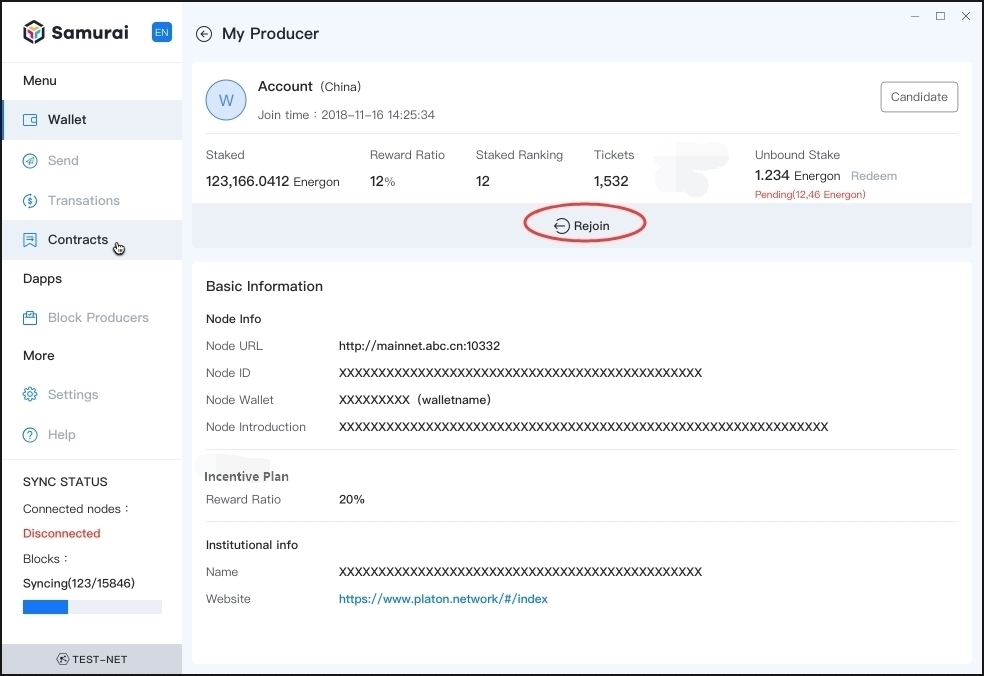 Samurai
EN
Menu
Wallet
Send
Transations
Contracts
Dapps
Block Producers
More
Settings
Help
SYNC STATUS
Connected nodes :
Disconnected
Blocks :
Syncing(123/15846)
TEST-NET
My Producer
W
Account (China)
Join time : 2018-11-16 14:25:34
Candidate
Staked
123,166.0412 Energon
Reward Ratio
12%
Staked Ranking
12
Tickets
1,532
Unbound Stake
1.234 Energon Redeem
Pending(12,46 Energon)
Rejoin
Basic Information
Node Info
Node URL http://mainnet.abc.cn:10332
Node ID XXXXXXXXXXXXXXXXXXXXXXXXXXXXXXXXXXXXXXXXXXXXXX
Node Wallet XXXXXXXXX (walletname)
Node Introduction XXXXXXXXXXXXXXXXXXXXXXXXXXXXXXXXXXXXXXXXXXXXXXXXXXXXXXXXXXXXXX
Incentive Plan
Reward Ratio 20%
Institutional info
Name XXXXXXXXXXXXXXXXXXXXXXXXXXXXXXXXXXXXXXXXXXXXXX
Website https://www.platon.network/#/index